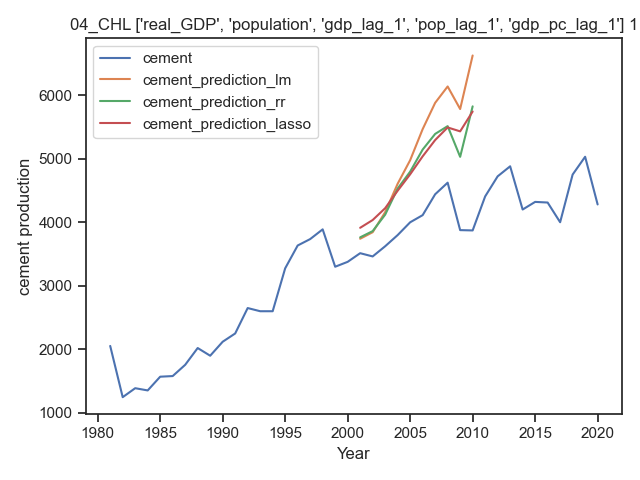 04_CHL ['real_GDP', 'population', 'gdp_lag_1', 'pop_lag_1', 'gdp_pc_lag_1'] 1
cement
cement_prediction_lm
cement_prediction_rr
cement_prediction_lasso
cement production
6000
5000
4000
3000
2000
1000
1980
1985
1990
1995
2000
2005
2010
2015
2020
Year